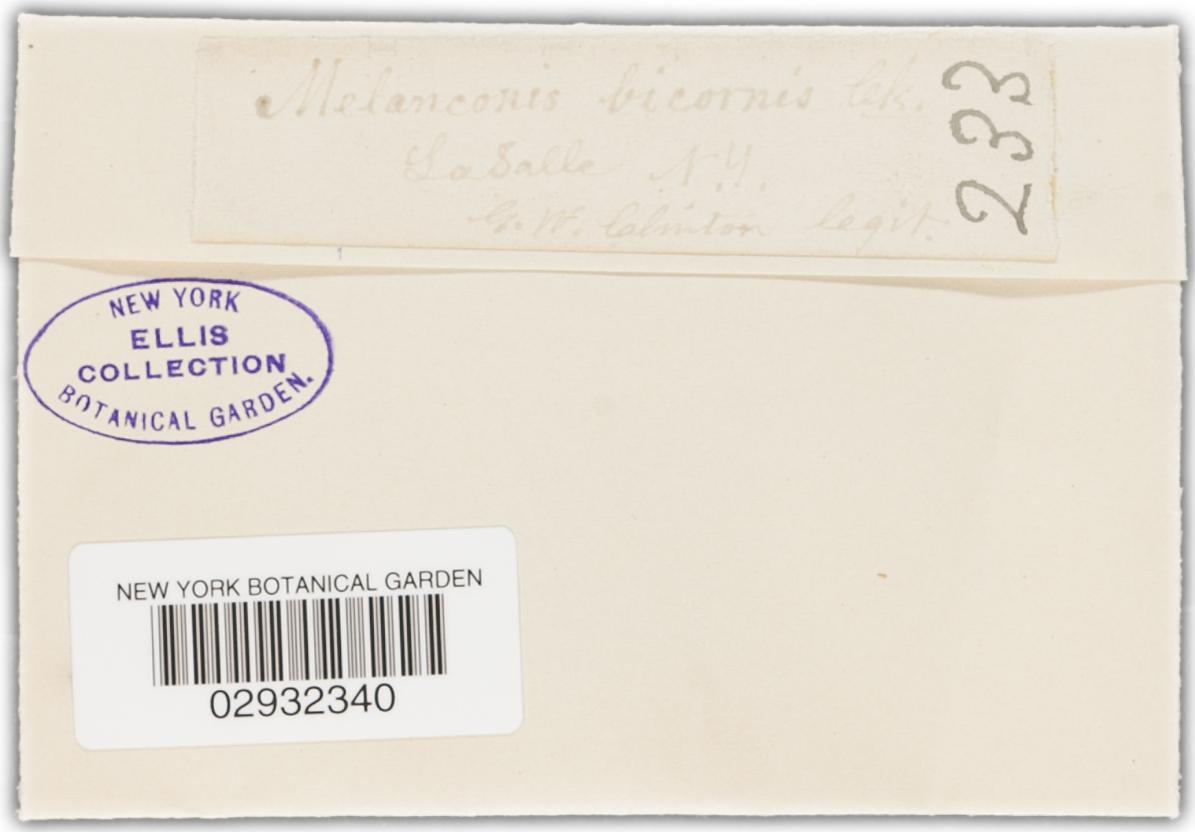 Melanconis bicornis Ck.
LaSalle N.Y.
G. W. Clinton legit.
233
NEW YORK
ELLIS
COLLECTION
BOTANICAL GARDEN.
NEW YORK BOTANICAL GARDEN
02932340